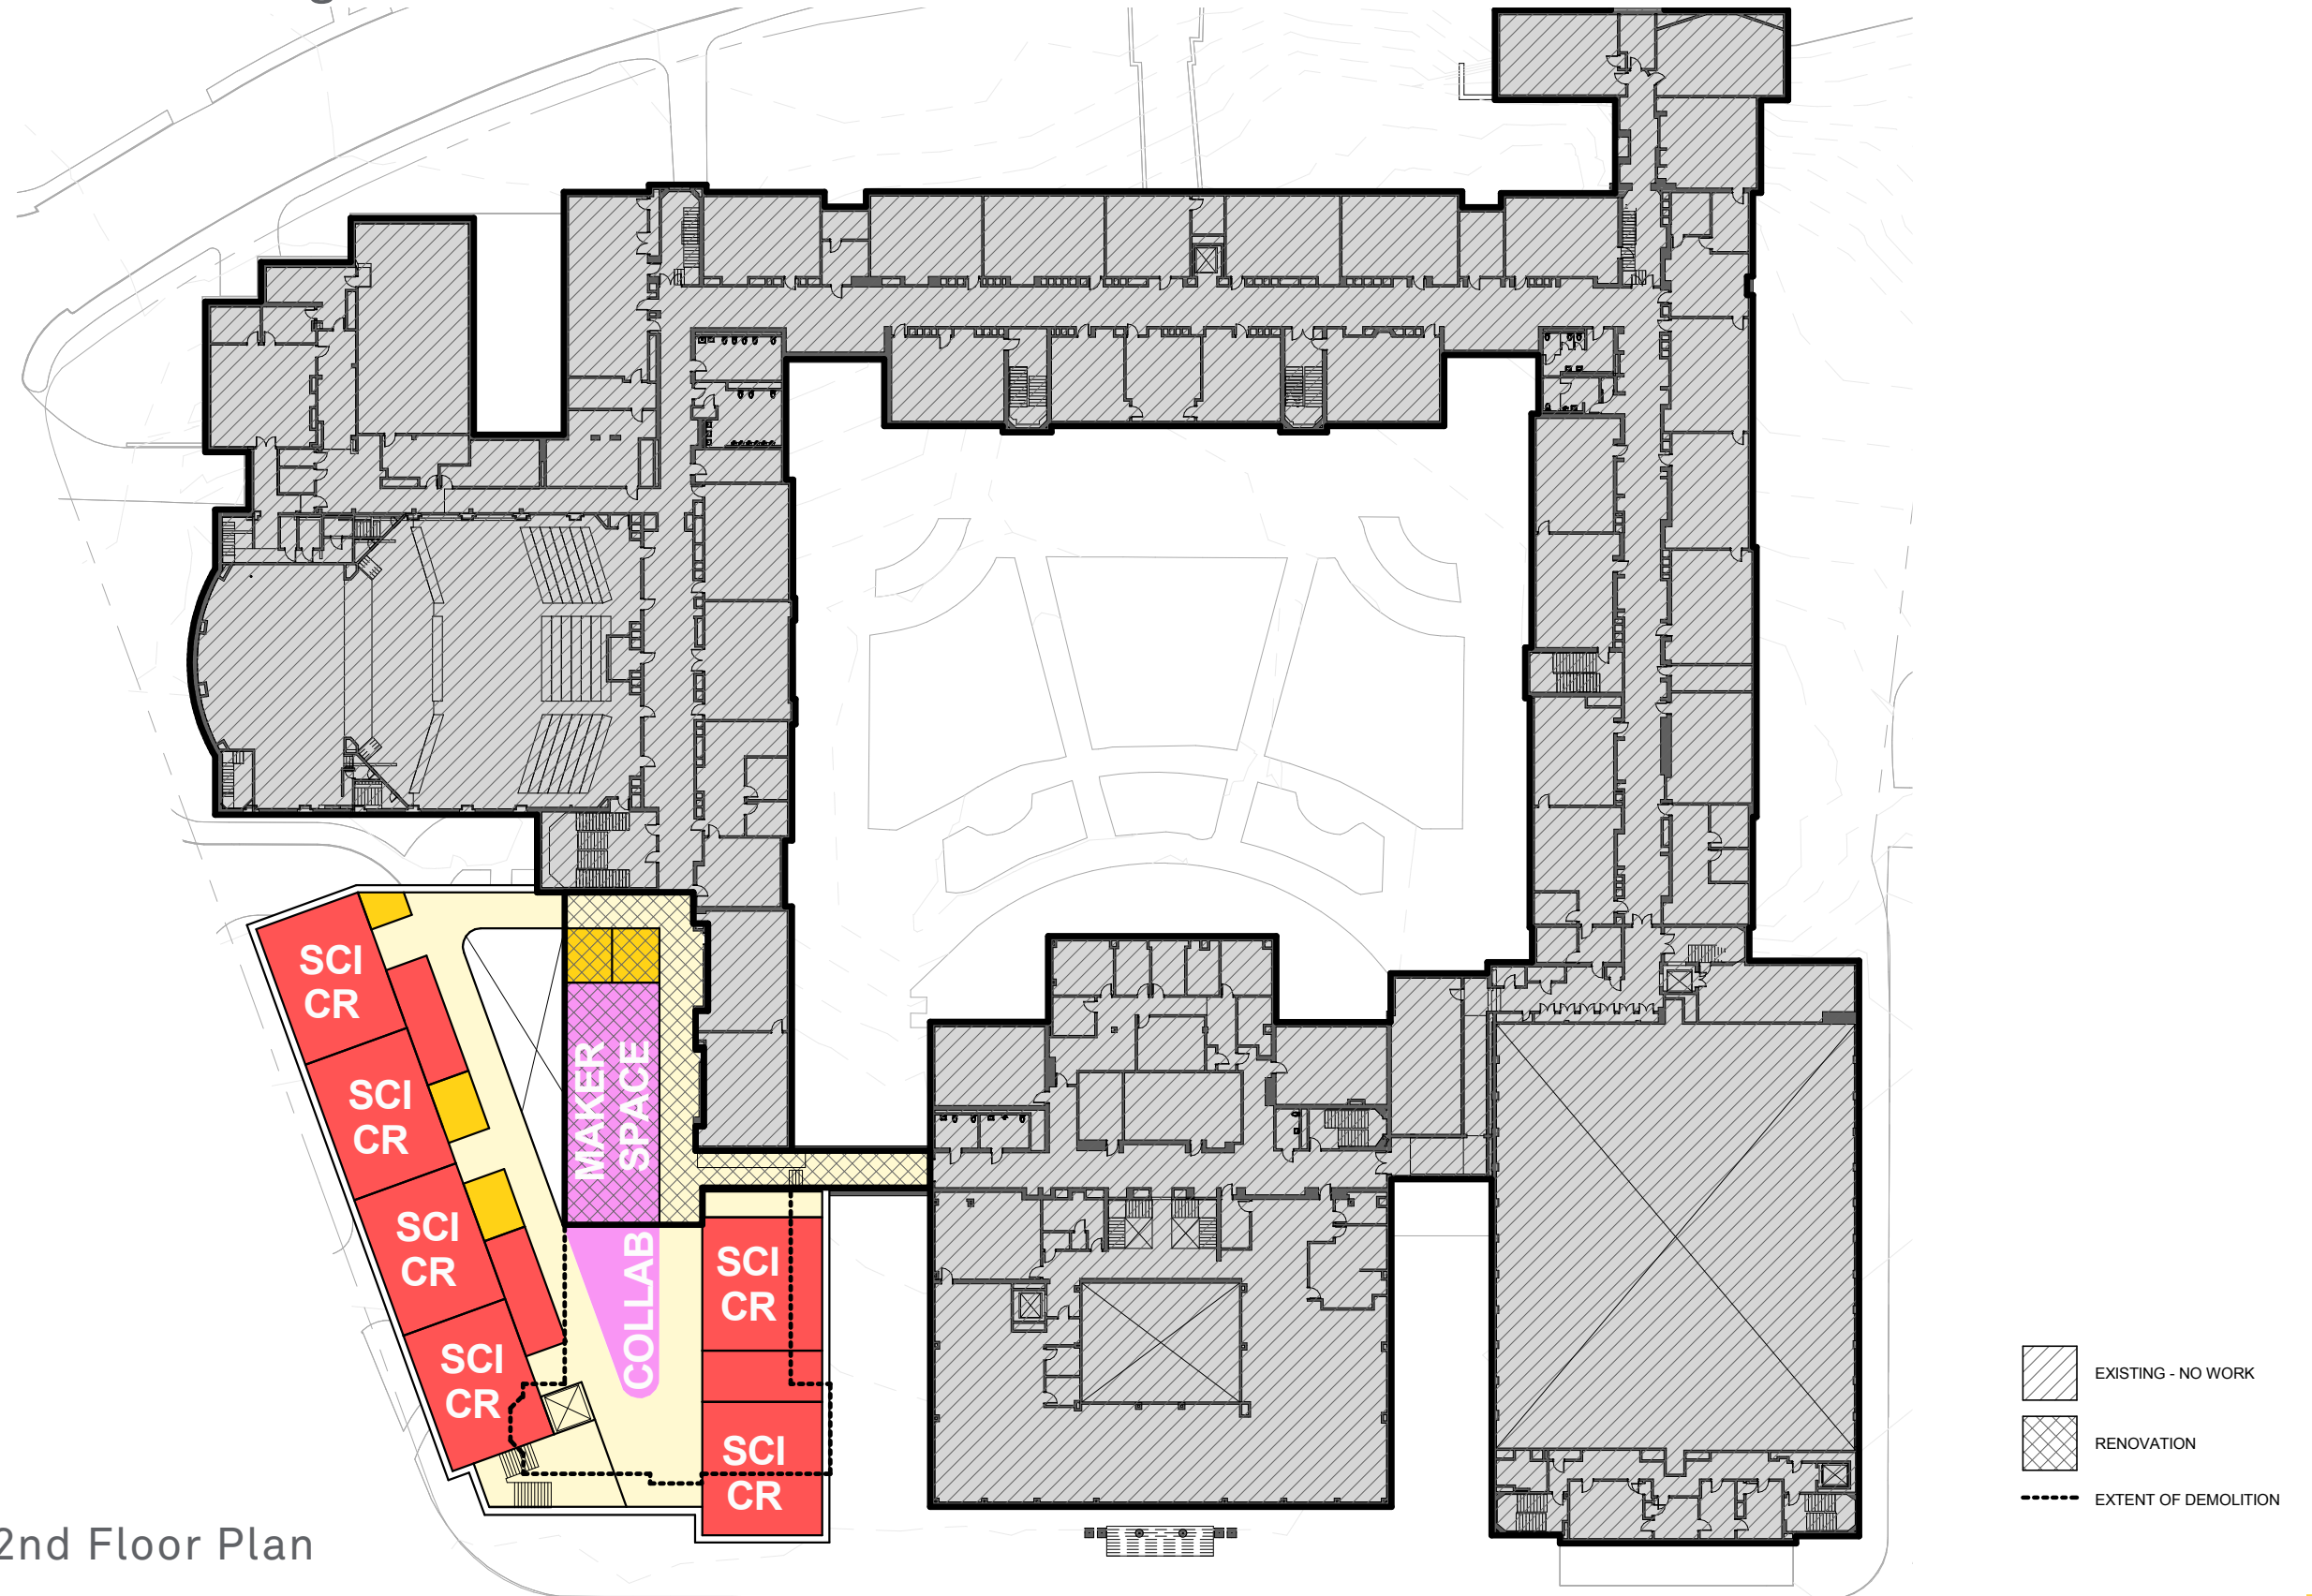 SCI
CR
SCI
CR
SCI
CR
SCI
CR
MAKER
SPACE
COLLAB
SCI
CR
SCI
CR
EXISTING - NO WORK
RENOVATION
EXTENT OF DEMOLITION
2nd Floor Plan